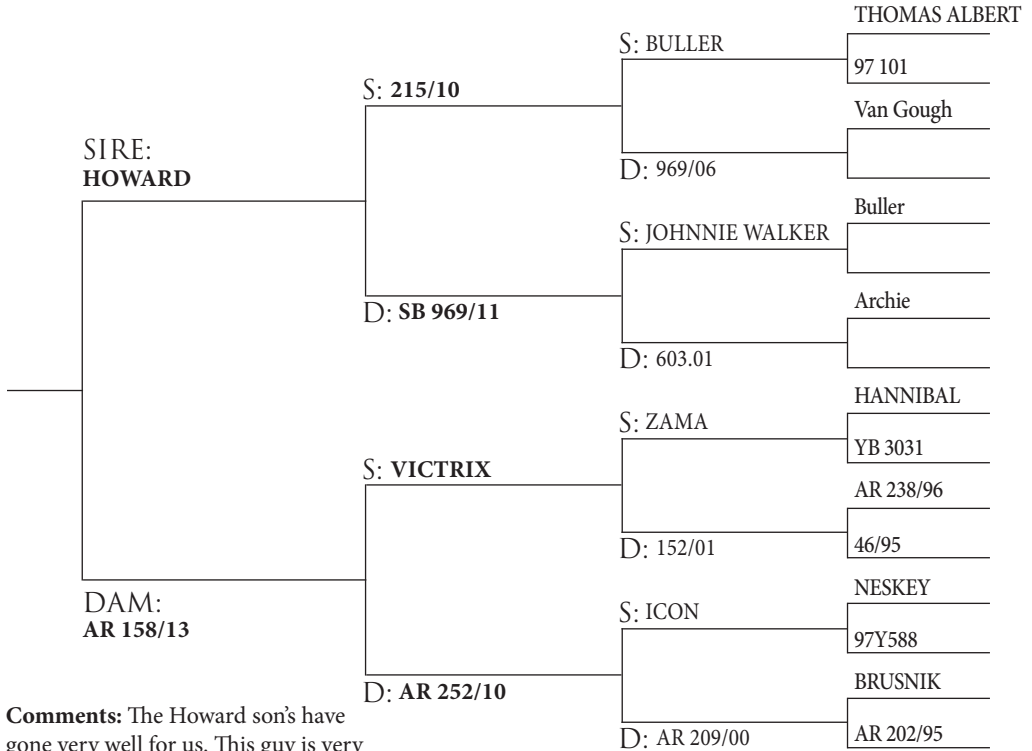 THOMAS ALBERT
S: BULLER
97 101
S: 215/10
Van Gough
SIRE:
HOWARD
D: 969/06
Buller
S: JOHNNIE WALKER
D: SB 969/11
Archie
D: 603.01
HANNIBAL
S: ZAMA
YB 3031
S: VICTRIX
AR 238/96
D: 152/01
46/95
DAM:
AR 158/13
NESKEY
S: ICON
97Y588
D: AR 252/10
BRUSNIK
D: AR 209/00
AR 202/95
Comments: The Howard son's have
gone very well for us. This guy is very